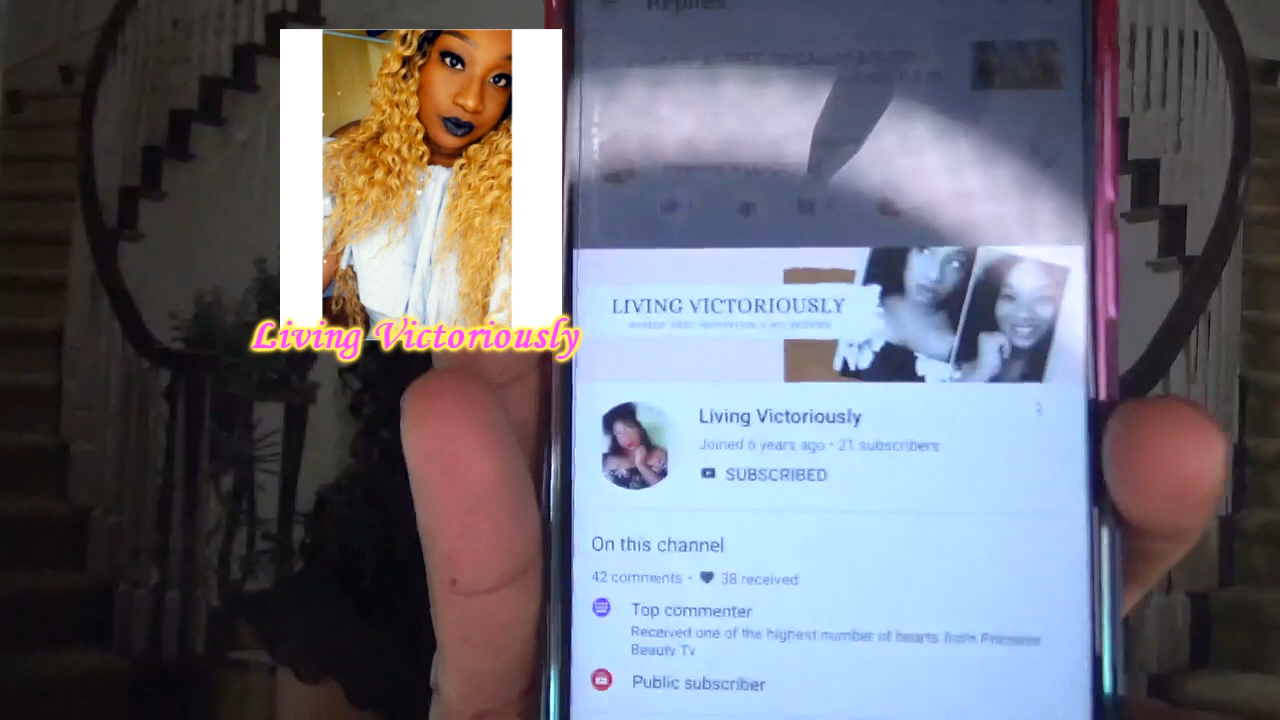 Replies
Living Victoriously
LIVING VICTORIOUSLY
Living Victoriously
Joined 6 years ago • 21 subscribers
SUBSCRIBED
On this channel
42 comments • 38 received
Top commenter
Received one of the highest number of hearts from
Beauty Tv
Public subscriber